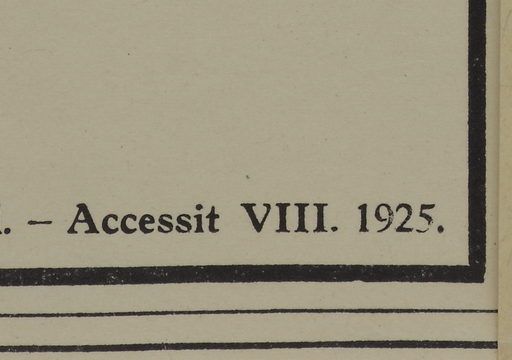 . – Accessit VIII. 1925.